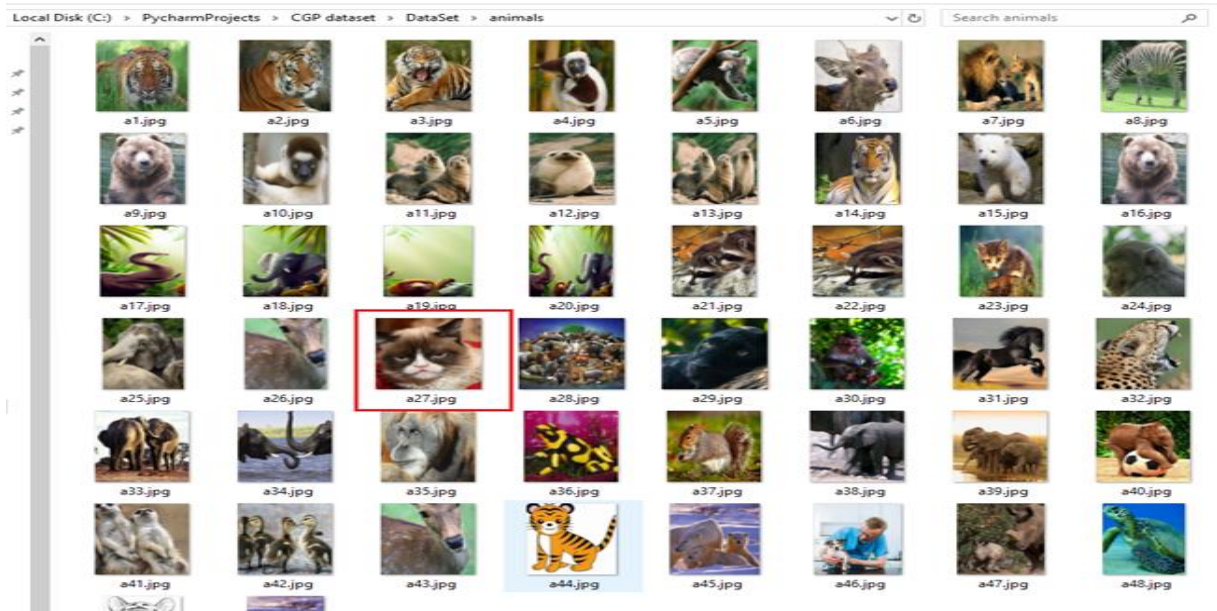 Local Disk (C:) > PycharmProjects > CGP dataset > DataSet > animals
Search animals
a1.jpg a2.jpg a3.jpg a4.jpg a5.jpg a6.jpg a7.jpg a8.jpg
a9.jpg a10.jpg a11.jpg a12.jpg a13.jpg a14.jpg a15.jpg a16.jpg
a17.jpg a18.jpg a19.jpg a20.jpg a21.jpg a22.jpg a23.jpg a24.jpg
a25.jpg a26.jpg a27.jpg a28.jpg a29.jpg a30.jpg a31.jpg a32.jpg
a33.jpg a34.jpg a35.jpg a36.jpg a37.jpg a38.jpg a39.jpg a40.jpg
a41.jpg a42.jpg a43.jpg a44.jpg a45.jpg a46.jpg a47.jpg a48.jpg